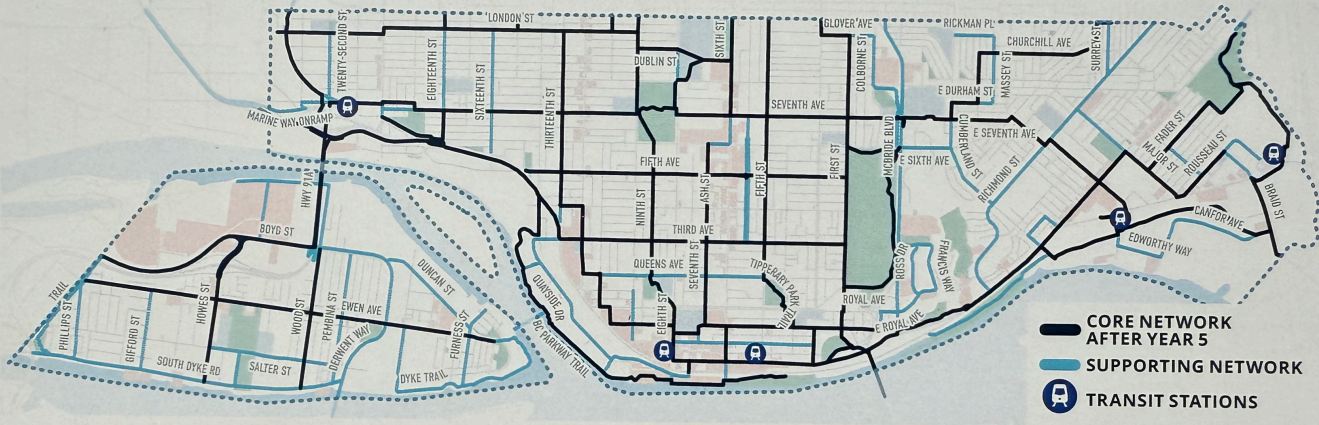 LONDON ST
GLOVER AVE
RICKMAN PL
TWENTY-SECOND ST
EIGHTEENTH ST
SIXTEENTH ST
THIRTEENTH ST
DUBLIN ST
SIXTH ST
COLBORNE ST
CHURCHILL AVE
MASSEY ST
SURREY ST
E DURHAM ST
SEVENTH AVE
MARINE WAY ONRAMP
MCBRIDE BLVD
CUMBERLAND ST
E SEVENTH AVE
E SIXTH AVE
RICHMOND ST
FADER ST
MAJOR ST
ROUSSEAU ST
BRAID ST
FIFTH AVE
NINTH ST
ASH ST
FIFTH ST
FIRST ST
HWY 91A
BOYD ST
THIRD AVE
SEVENTH ST
QUEENS AVE
TIPPERARY PARK TRAIL
ROSS DR
FRANCIS WAY
CANFOR AVE
EDWORTHY WAY
TRAIL
PHILLIPS ST
GIFFORD ST
HOWES ST
WOOD ST
PEMBINA ST
EWEN AVE
DERWENT WAY
DUNCAN ST
FURNESS ST
QUAYSIDE DR
BC PARKWAY TRAIL
EIGHTH ST
ROYAL AVE
E ROYAL AVE
SOUTH DYKE RD
SALTER ST
DYKE TRAIL
CORE NETWORK
AFTER YEAR 5
SUPPORTING NETWORK
TRANSIT STATIONS